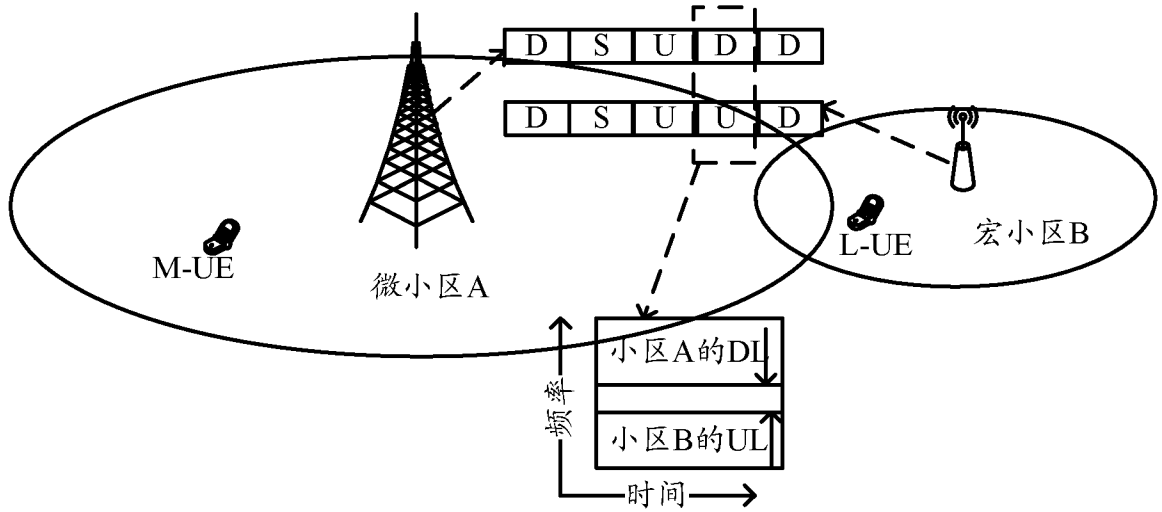 D S U D D
D S U U D
M-UE
微小区A
L-UE
宏小区B
小区A的DL
小区B的UL
频率
时间